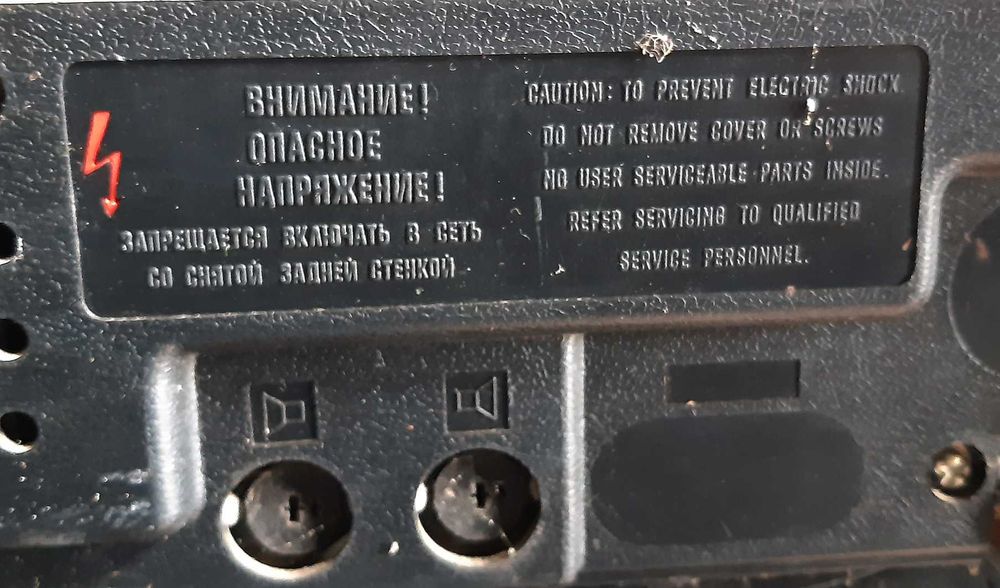 ВНИМАНИЕ!
ОПАСНОЕ
НАПРЯЖЕНИЕ!
ЗАПРЕЩАЕТСЯ ВКЛЮЧАТЬ В СЕТЬ
СО СНЯТОЙ ЗАДНЕЙ СТЕНКОЙ
CAUTION: TO PREVENT ELECTRIC SHOCK
DO NOT REMOVE COVER OR SCREWS
NO USER SERVICEABLE PARTS INSIDE.
REFER SERVICING TO QUALIFIED
SERVICE PERSONNEL.